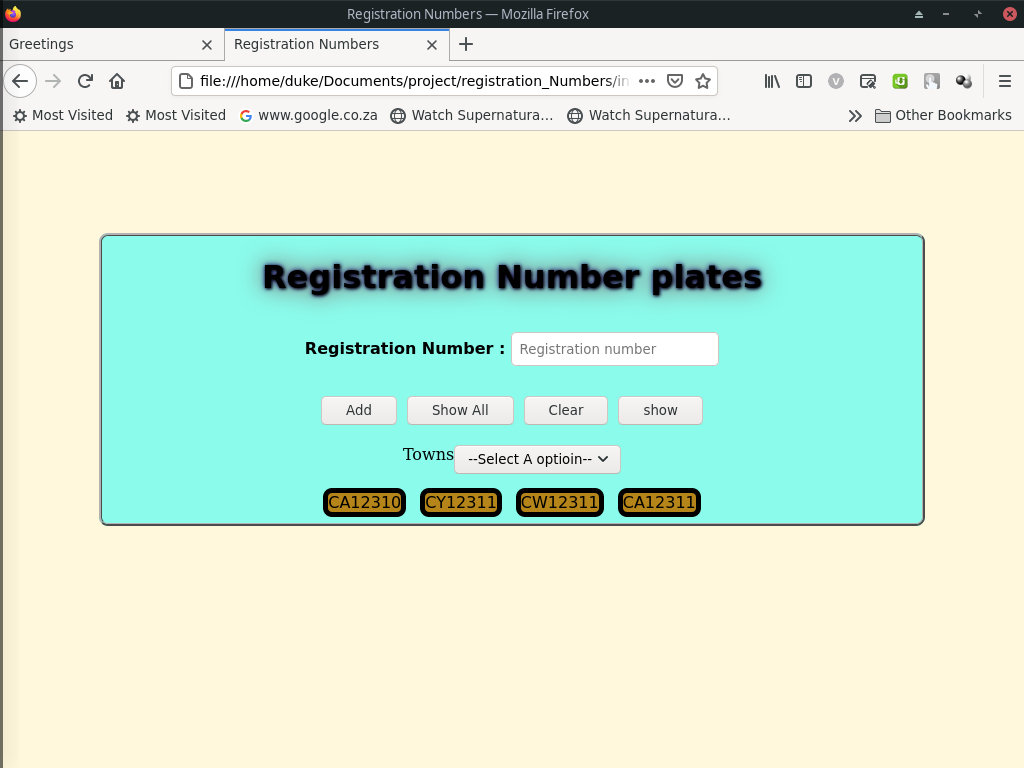 Registration Numbers — Mozilla Firefox
Greetings
Registration Numbers
file:///home/duke/Documents/project/registration_Numbers/in
Most Visited Most Visited www.google.co.za Watch Supernatura... Watch Supernatura... Other Bookmarks
Registration Number plates
Registration Number : Registration number
Add Show All Clear show
Towns --Select A optioin--
CA12310 CY12311 CW12311 CA12311